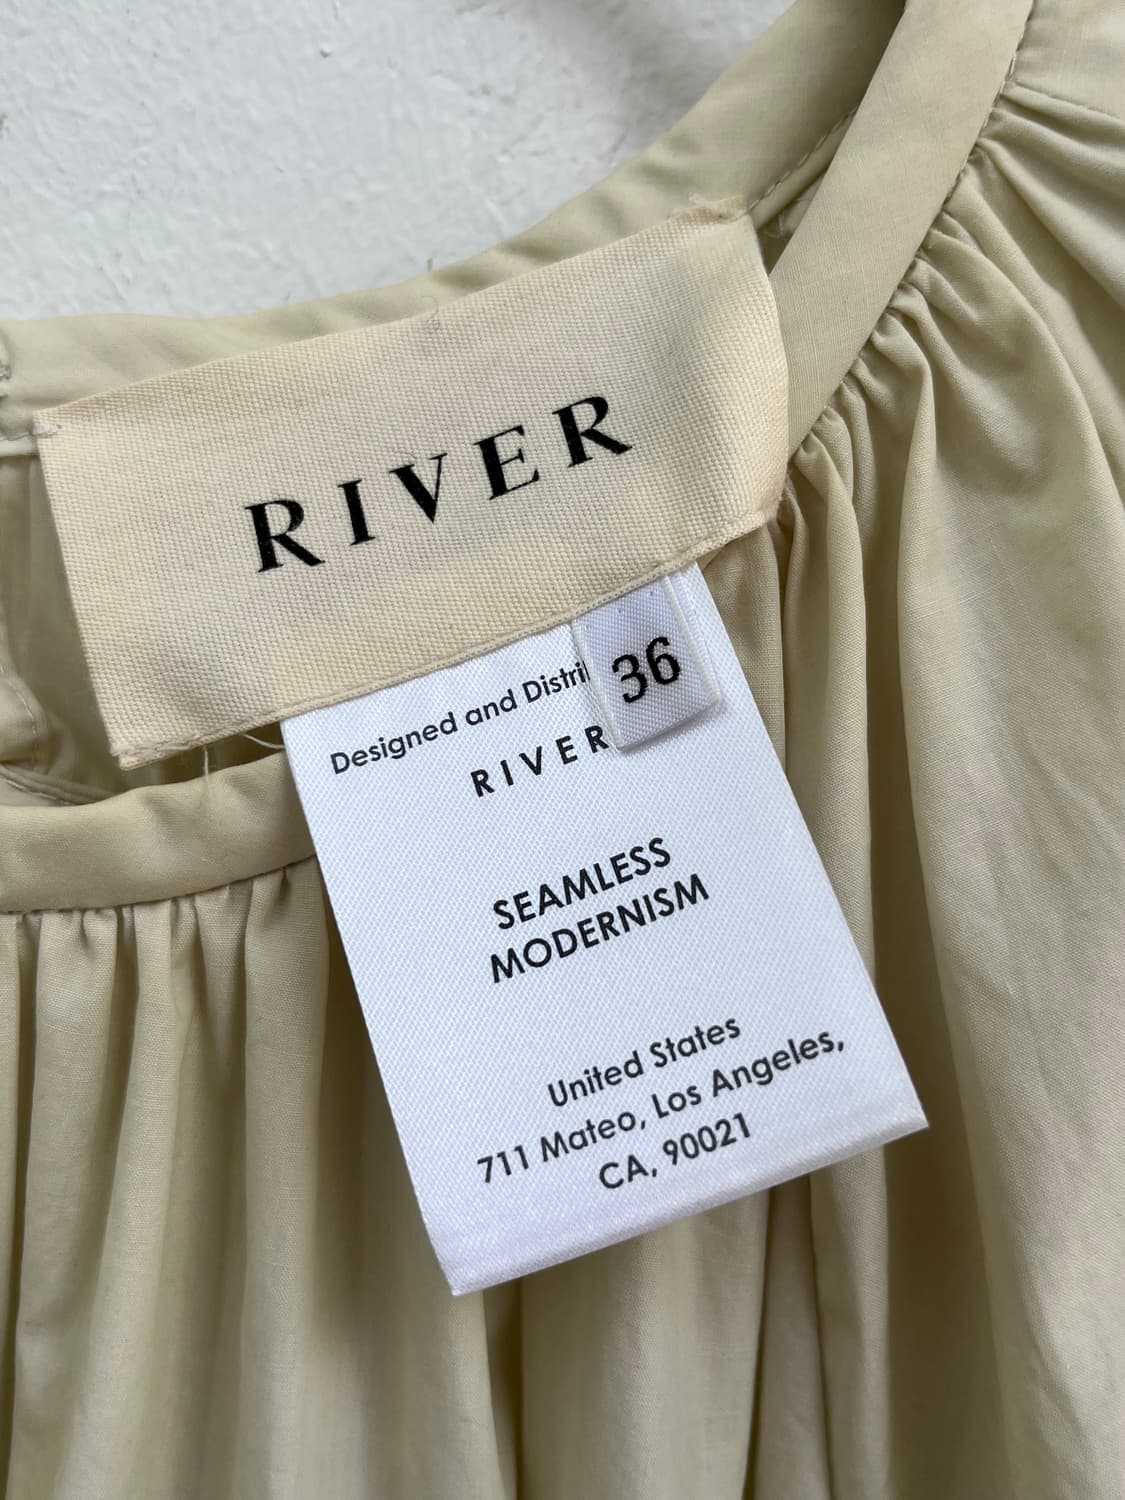 RIVER
36
Designed and Distri
RIVER
SEAMLESS
MODERNISM
United States
711 Mateo, Los Angeles,
CA, 90021